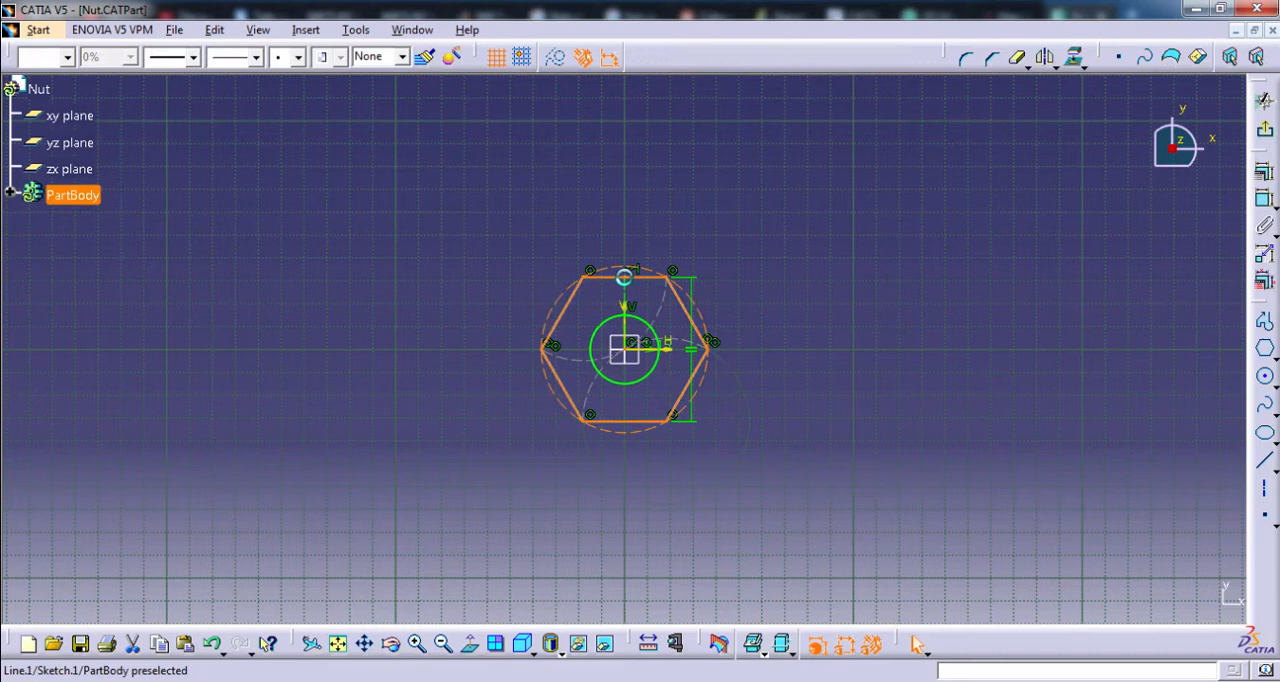 CATIA V5 - [Nut.CATPart]
Start ENOVIA V5 VPM File Edit View Insert Tools Window Help
0% None
Nut
xy plane
yz plane
zx plane
PartBody
y
x
z
V
H
y
x
CATIA
Line.1/Sketch.1/PartBody preselected